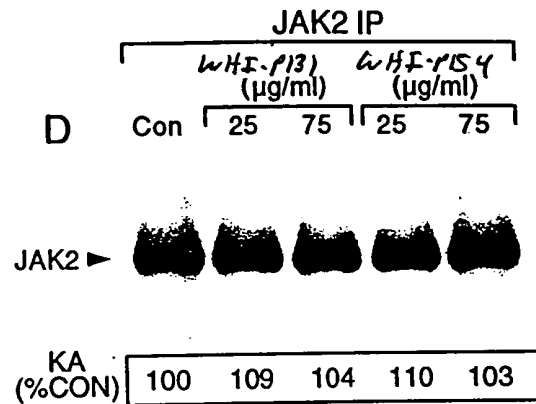 JAK2 IP
WHI-P131 WHI-P154
(µg/ml) (µg/ml)
D Con 25 75 25 75
JAK2
KA
(%CON) 100 109 104 110 103